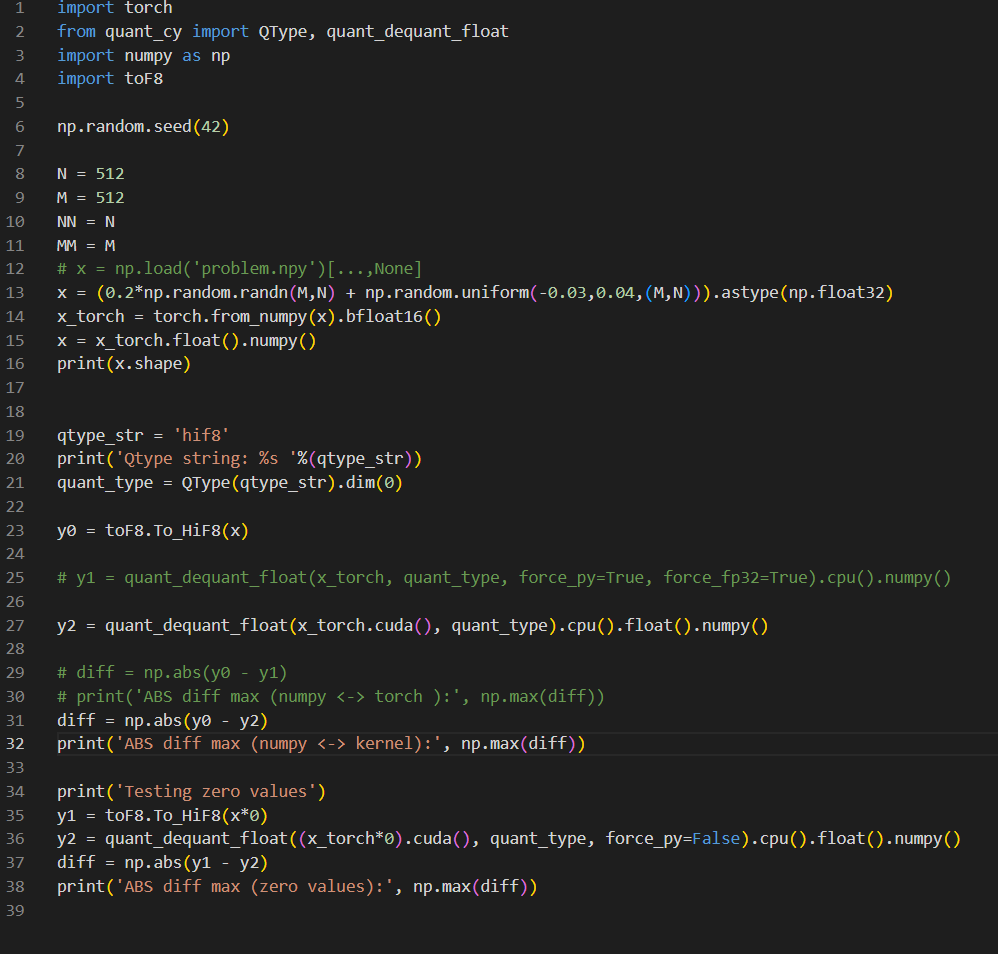 1 import torch
2 from quant_cy import QType, quant_dequant_float
3 import numpy as np
4 import toF8
5
6 np.random.seed(42)
7
8 N = 512
9 M = 512
10 NN = N
11 MM = M
12 # x = np.load('problem.npy')[...,None]
13 x = (0.2*np.random.randn(M,N) + np.random.uniform(-0.03,0.04,(M,N))).astype(np.float32)
14 x_torch = torch.from_numpy(x).bfloat16()
15 x = x_torch.float().numpy()
16 print(x.shape)
17
18
19 qtype_str = 'hif8'
20 print('Qtype string: %s '%(qtype_str))
21 quant_type = QType(qtype_str).dim(0)
22
23 y0 = toF8.To_HiF8(x)
24
25 # y1 = quant_dequant_float(x_torch, quant_type, force_py=True, force_fp32=True).cpu().numpy()
26
27 y2 = quant_dequant_float(x_torch.cuda(), quant_type).cpu().float().numpy()
28
29 # diff = np.abs(y0 - y1)
30 # print('ABS diff max (numpy <-> torch ):', np.max(diff))
31 diff = np.abs(y0 - y2)
32 print('ABS diff max (numpy <-> kernel):', np.max(diff))
33
34 print('Testing zero values')
35 y1 = toF8.To_HiF8(x*0)
36 y2 = quant_dequant_float((x_torch*0).cuda(), quant_type, force_py=False).cpu().float().numpy()
37 diff = np.abs(y1 - y2)
38 print('ABS diff max (zero values):', np.max(diff))
39